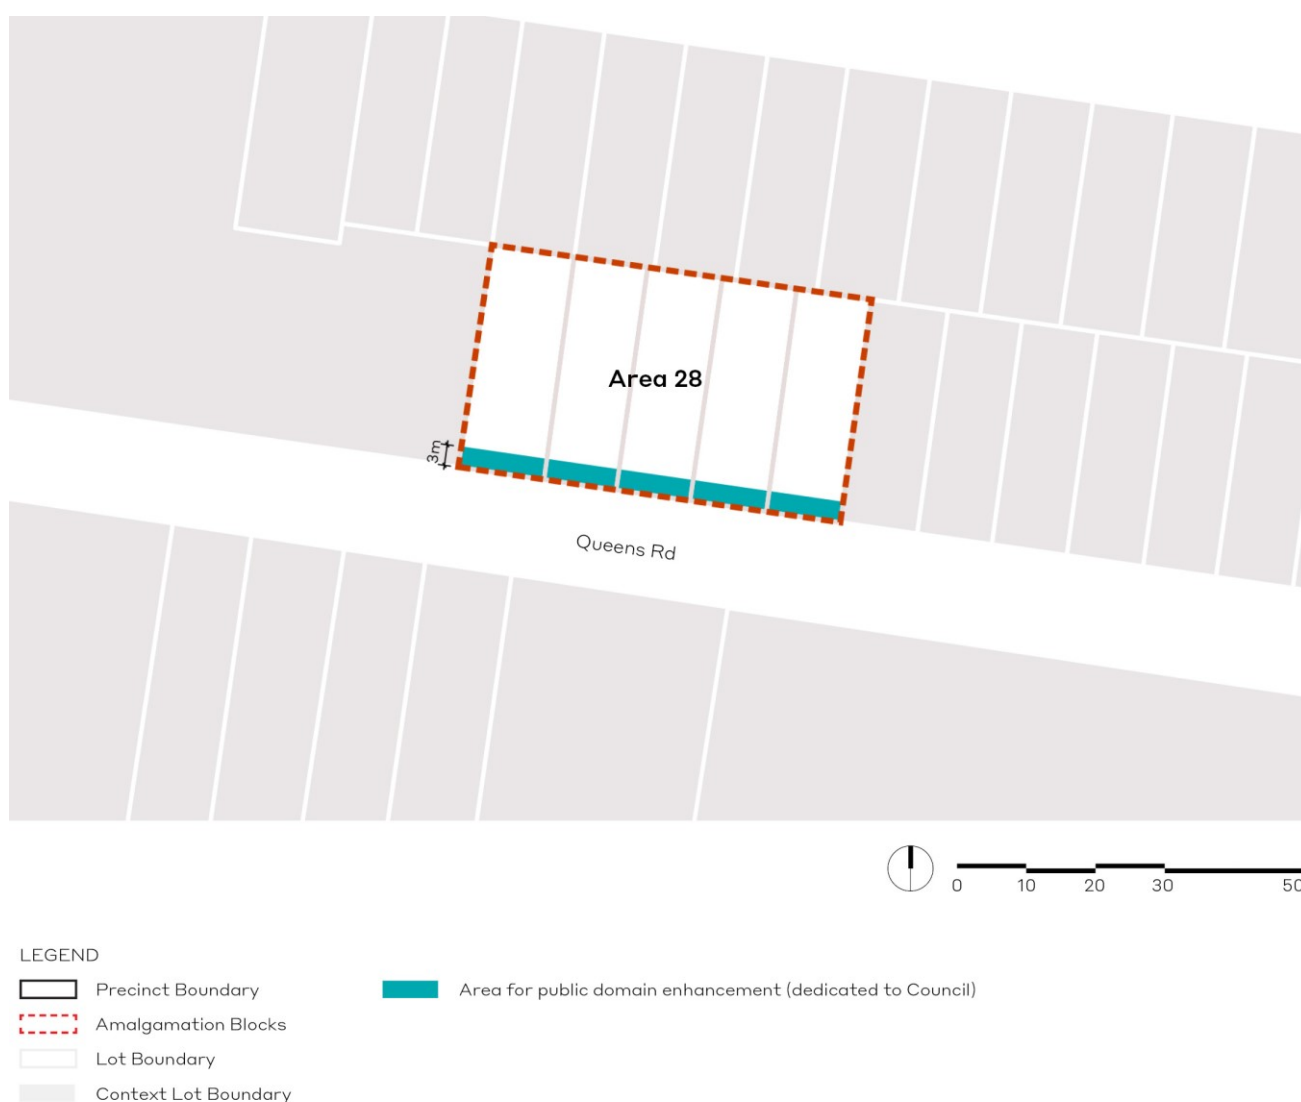 Area 28
3m
Queens Rd
0 10 20 30 50
LEGEND
Precinct Boundary
Area for public domain enhancement (dedicated to Council)
Amalgamation Blocks
Lot Boundary
Context Lot Boundary